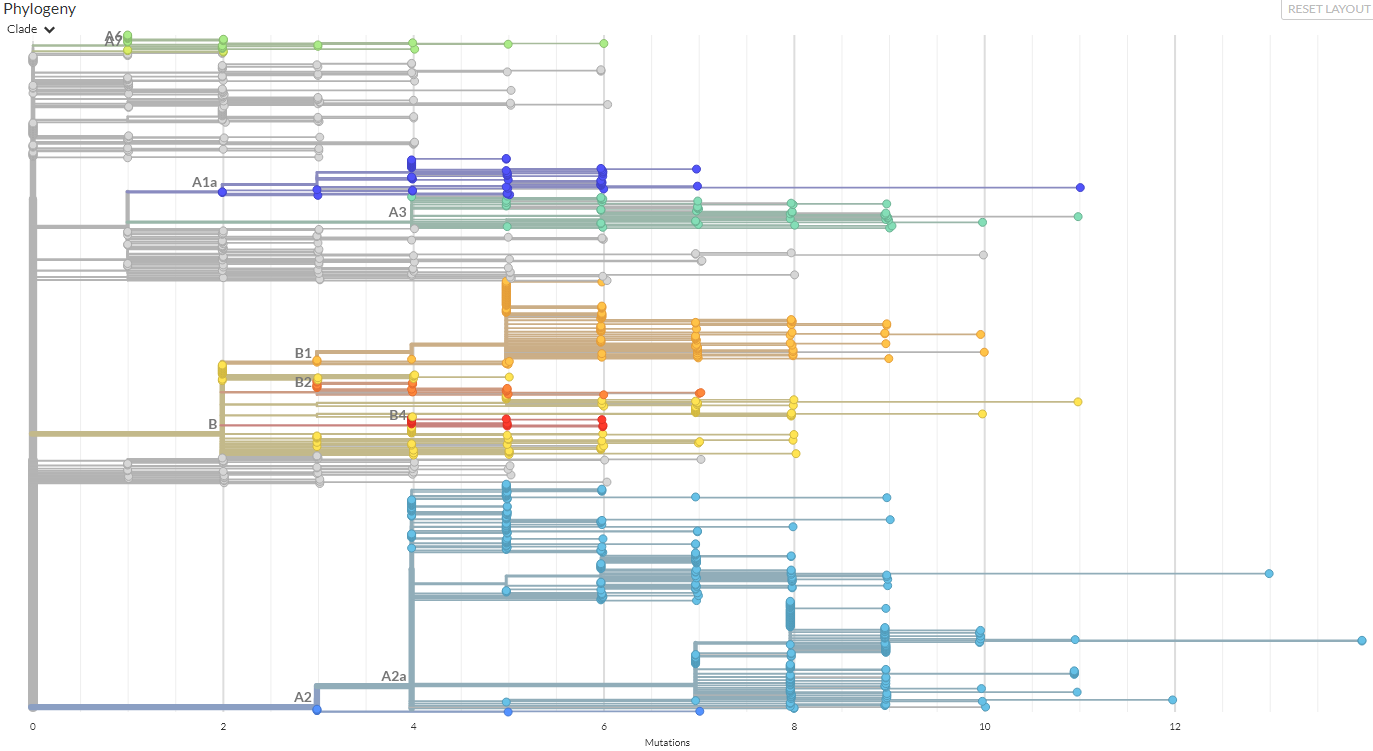 Phylogeny
RESET LAYOUT
Clade
A6
A7
A1a
A3
B1
B2
B4
B
A2a
A2
0 2 4 6 8 10 12
Mutations